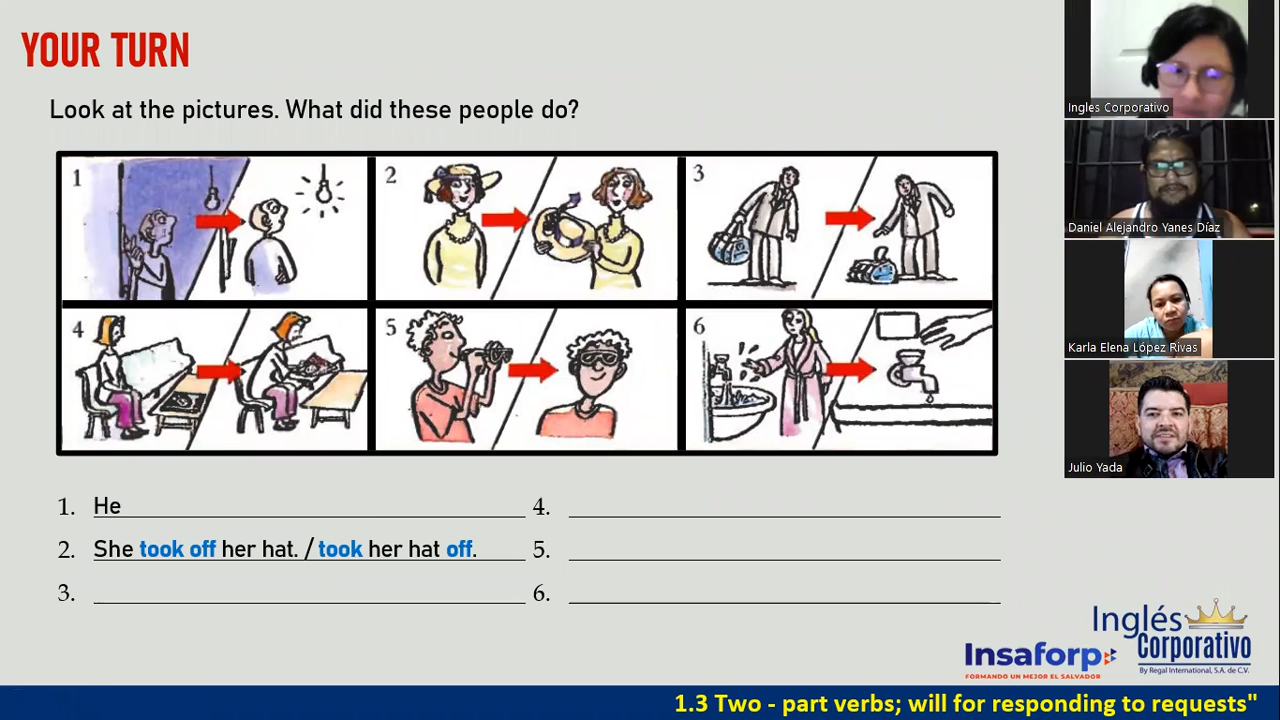 YOUR TURN
Look at the pictures. What did these people do?
1
2
3
4
5
6
1. He
2. She took off her hat. / took her hat off.
3.
4.
5.
6.
Ingles Corporativo
Daniel Alejandro Yanes Díaz
Karla Elena López Rivas
Julio Yada
Insaforp
FORMANDO UN MEJOR EL SALVADOR
Inglés
Corporativo
By Regal International, S.A. de C.V.
1.3 Two - part verbs; will for responding to requests"